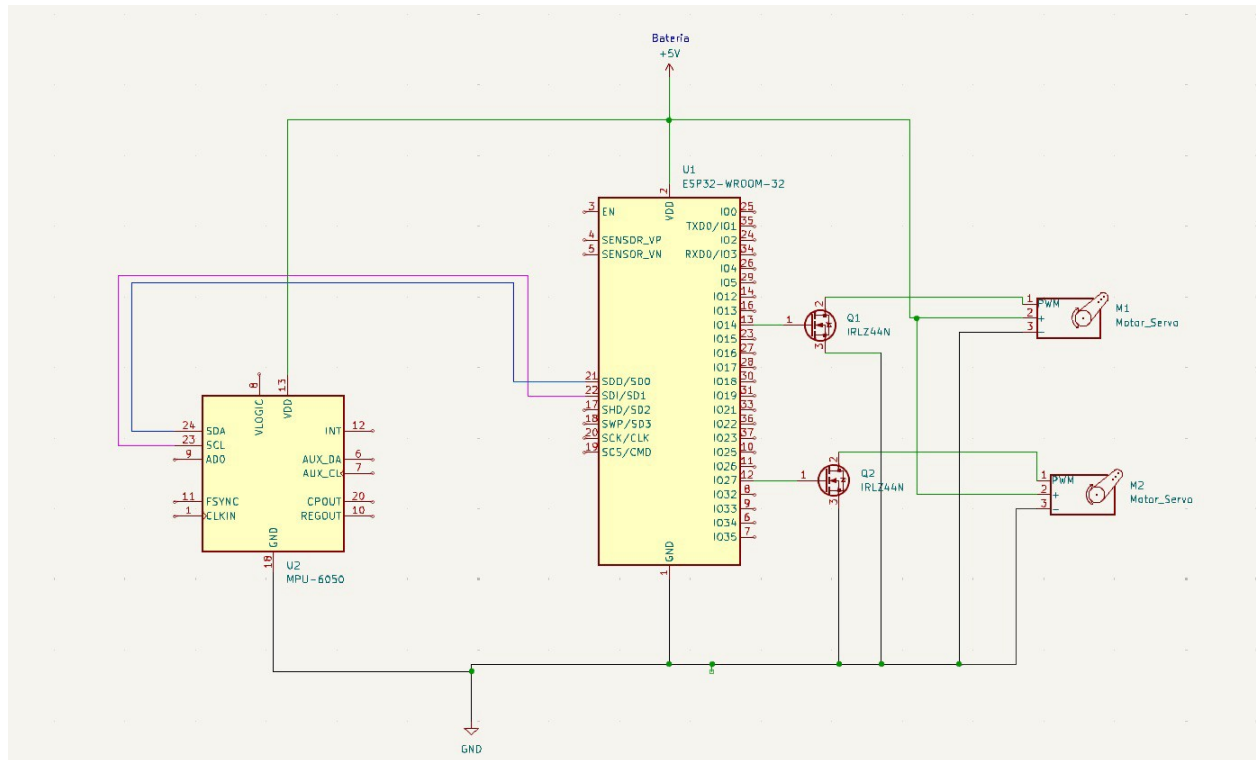 Batería
+5V
U1
ESP32-WROOM-32
2
VDD
3 EN
4 SENSOR_VP
5 SENSOR_VN
21 SDO/SD0
22 SDI/SD1
17 SHD/SD2
18 SWP/SD3
20 SCK/CLK
19 SCS/CMD
IO0 25
TXD0/IO1 35
IO2 24
RXD0/IO3 34
IO4 26
IO5 29
IO12 14
IO13 16
IO14 13
IO15 23
IO16 27
IO17 28
IO18 30
IO19 31
IO21 33
IO22 36
IO23 37
IO25 10
IO26 11
IO27 12
IO32 8
IO33 9
IO34 6
IO35 7
GND
1
8
VLOGIC
13
VDD
24 SDA
23 SCL
9 AD0
11 FSYNC
1 CLKIN
INT 12
AUX_DA 6
AUX_CL 7
CPOUT 20
REGOUT 10
GND
18
U2
MPU-6050
1
2
3
Q1
IRLZ44N
1 PWM
2 +
3 -
M1
Motor_Servo
1
2
3
Q2
IRLZ44N
1 PWM
2 +
3 -
M2
Motor_Servo
GND